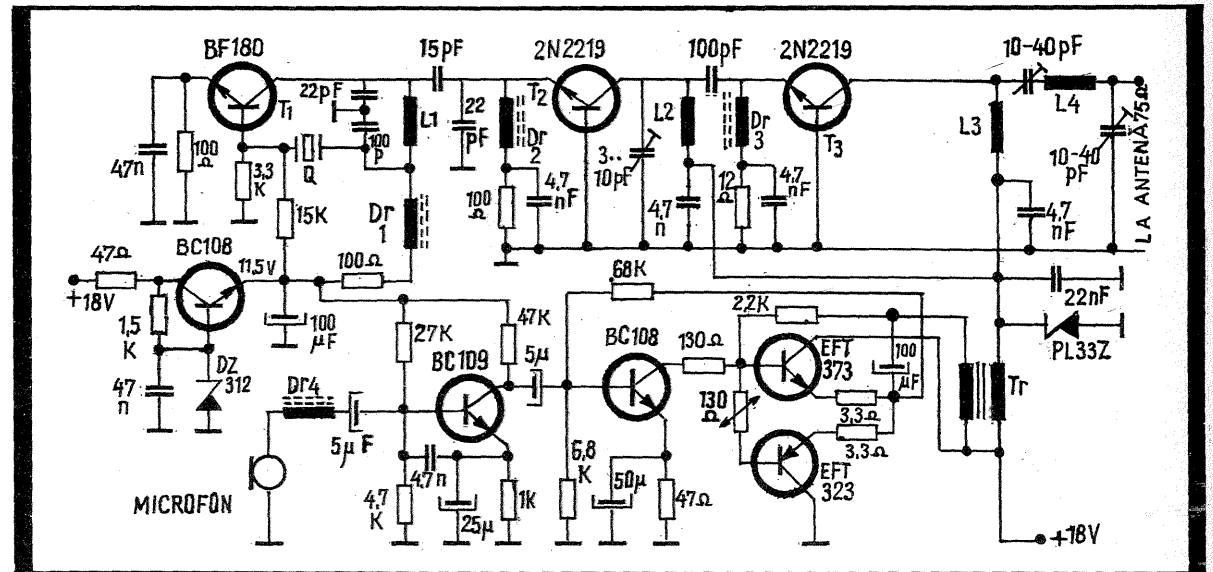 BF180
15pF
2N2219
100pF
2N2219
10-40pF
22pF
T1
L1
22
pF
T2
Dr
2
L2
Dr
3
T3
L3
L4
47n
100
Ω
3,3
K
Q
100
p
3..
10pF
10-40
pF
LA ANTENA 75Ω
15K
Dr
1
100
Ω
4,7
nF
4,7
n
12
Ω
4,7
nF
4,7
nF
47Ω
BC108
11,5V
100Ω
68K
+18V
22nF
1,5
K
100
µF
27K
47K
BC108
130Ω
2,2K
EFT
373
100
µF
PL33Z
47
n
DZ
312
BC109
5µ
Tr
Dr4
130
Ω
3,3Ω
3,3Ω
5µF
EFT
323
MICROFON
4,7n
6,8
K
4,7
K
25µ
1k
50µ
47Ω
+18V